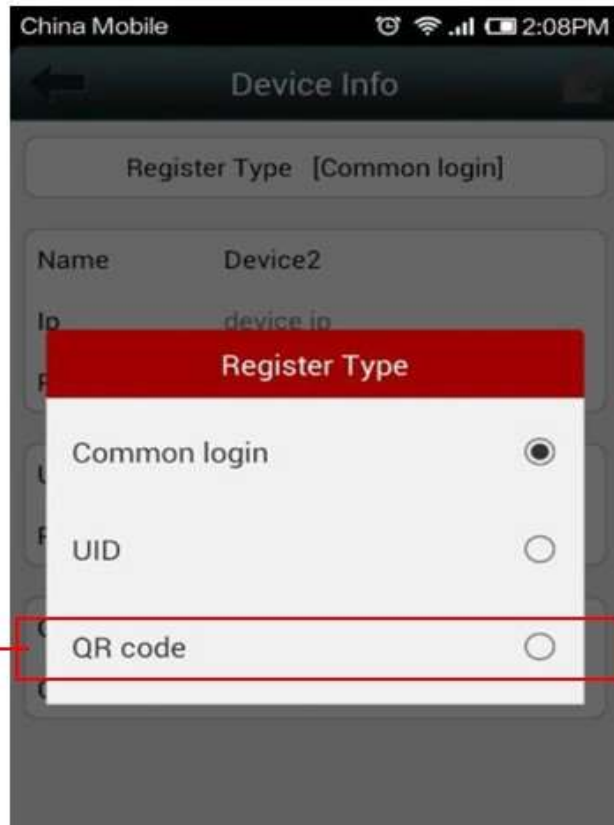 China Mobile 2:08PM
Device Info
Register Type [Common login]
Name Device2
Ip device ip
Register Type
Common login
UID
QR code